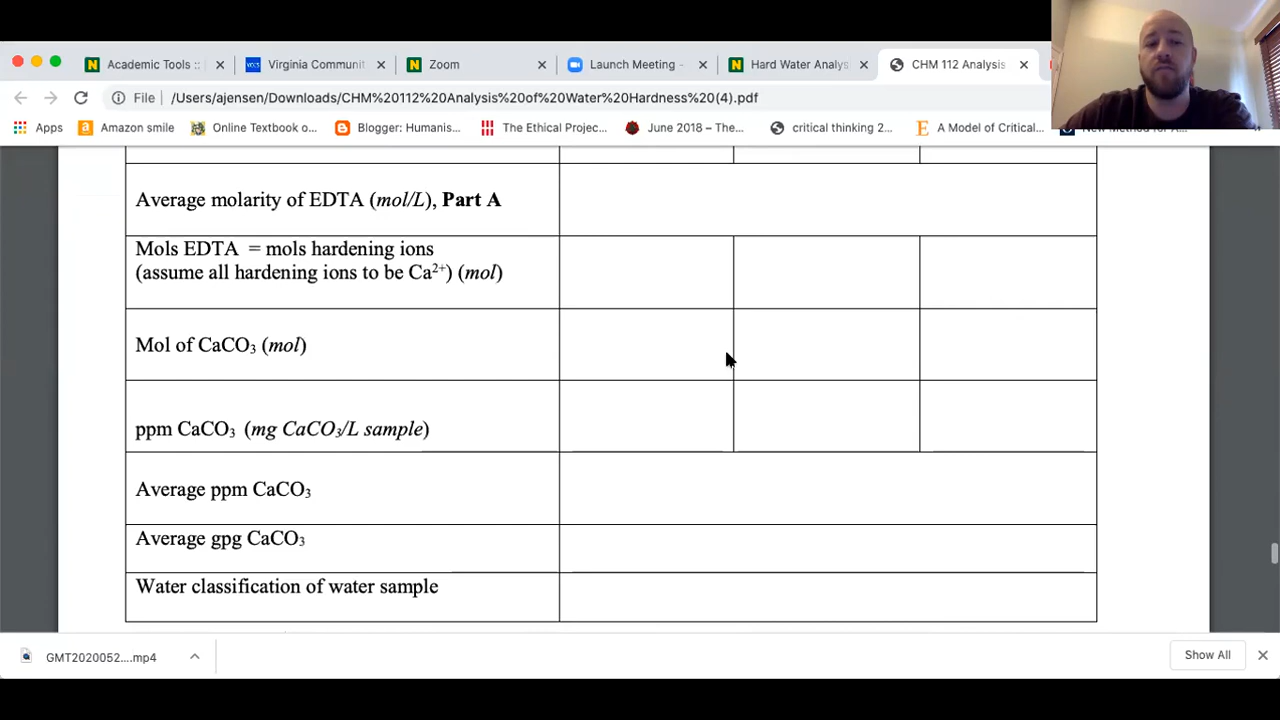 Academic Tools ::
Virginia Communit
Zoom
Launch Meeting -
Hard Water Analys
CHM 112 Analysis
File /Users/ajensen/Downloads/CHM%20112%20Analysis%20of%20Water%20Hardness%20(4).pdf
Apps
Amazon smile
Online Textbook o...
Blogger: Humanis...
The Ethical Projec...
June 2018 – The...
critical thinking 2...
A Model of Critical...
New Method for A...
Average molarity of EDTA (mol/L), Part A
Mols EDTA = mols hardening ions
(assume all hardening ions to be Ca²⁺) (mol)
Mol of CaCO₃ (mol)
ppm CaCO₃ (mg CaCO₃/L sample)
Average ppm CaCO₃
Average gpg CaCO₃
Water classification of water sample
GMT2020052....mp4
Show All